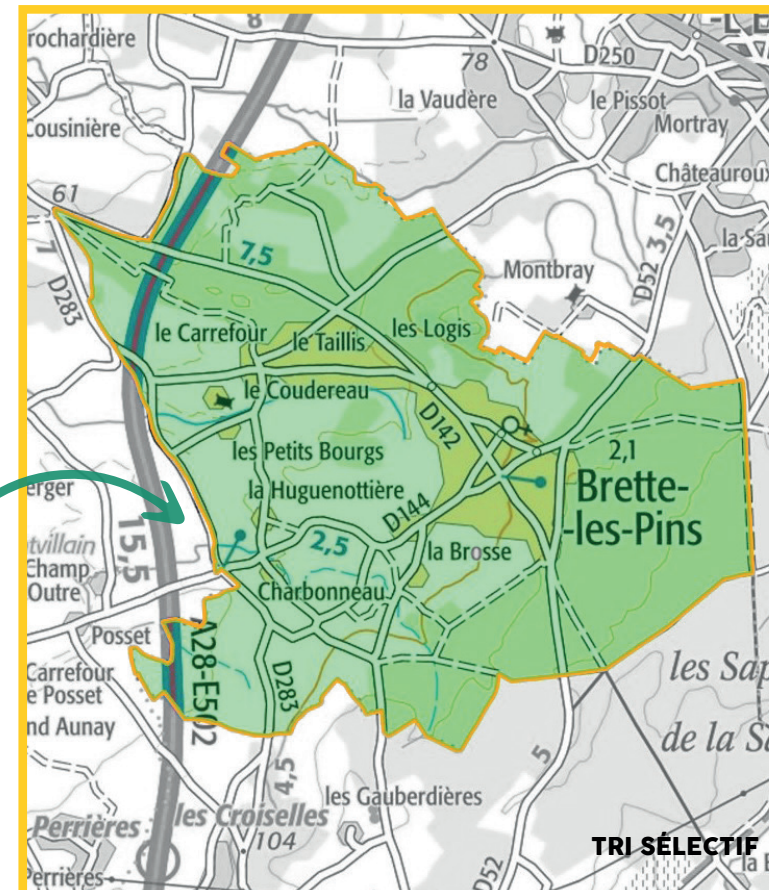 rochardière
8
-L'E
D250
78
la Vaudère
le Pissot
Mortray
Cousinière
Châteauroux
61
3,5
la Sau
7,5
Montbray
D52
7
D283
le Carrefour
le Taillis
les Logis
le Coudereau
D142
les Petits Bourgs
2,1
Brette-
-les-Pins
erger
la Huguenottière
D144
15,5
2,5
tvillain
Champ
Outre
la Brosse
Charbonneau
Posset
A28-E502
D283
Carrefour
e Posset
nd Aunay
les Sap
de la Sa
5
4,5
les Gauberdières
Perrières
les Croiselles
104
TRI SÉLECTIF
la B
Perrières
D52